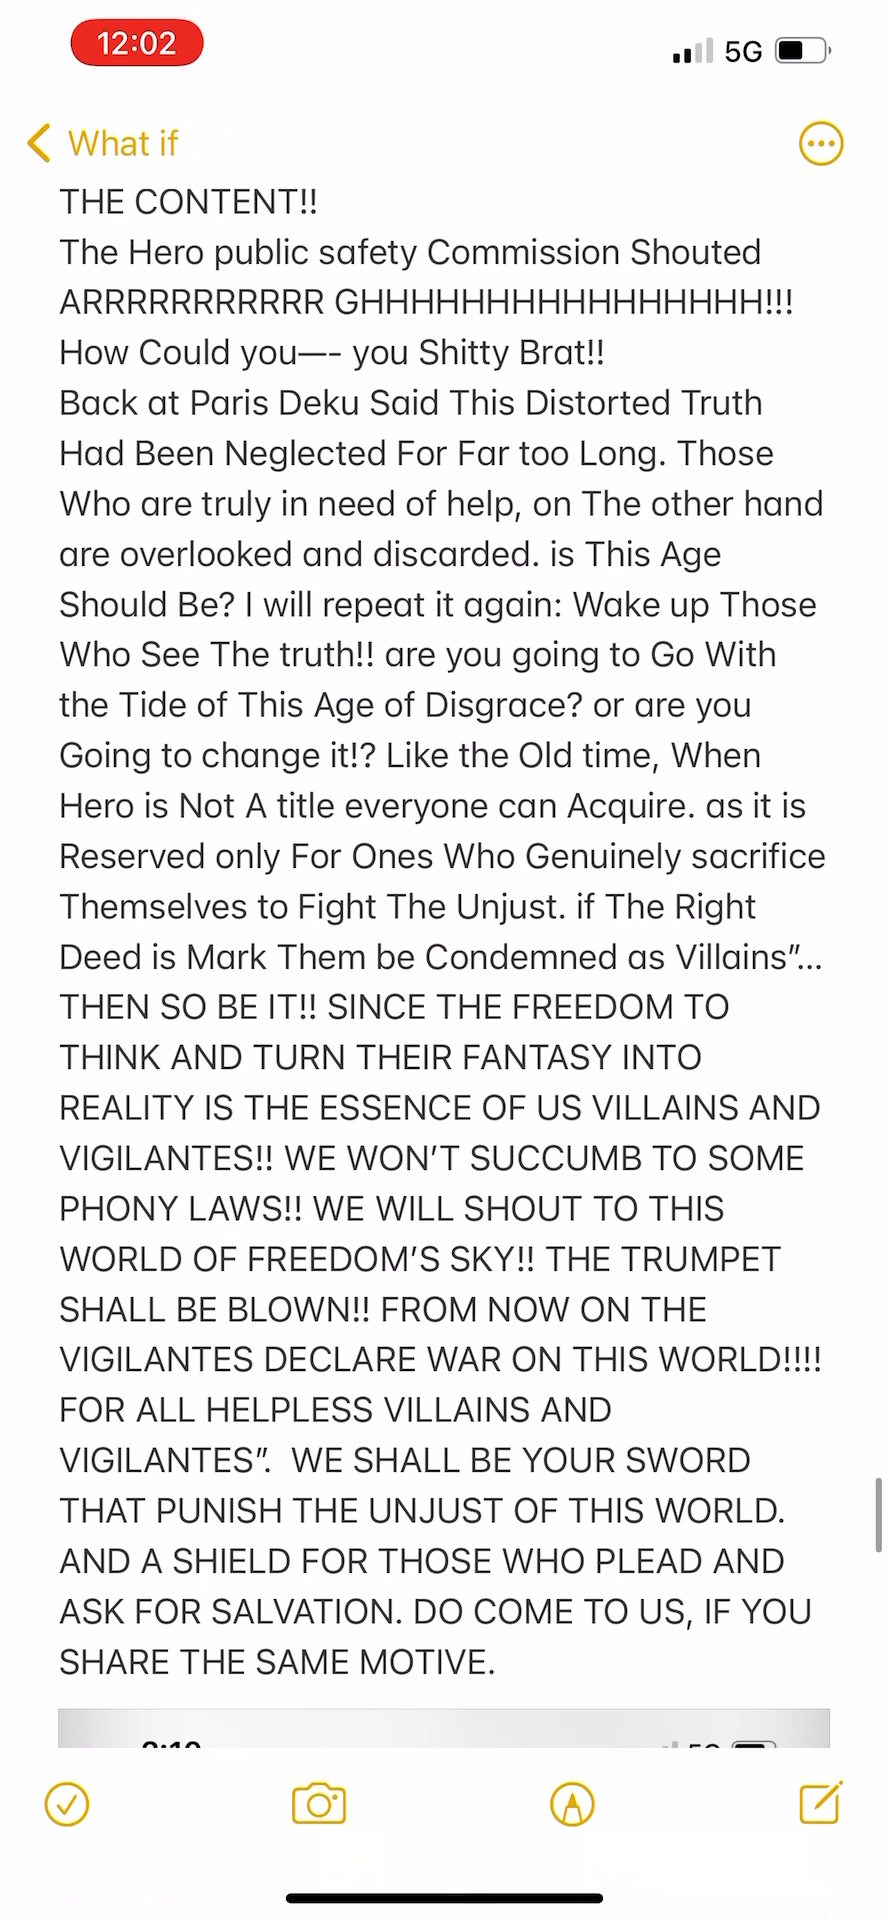 12:02
5G
What if
THE CONTENT!!
The Hero public safety Commission Shouted
ARRRRRRRRRRR GHHHHHHHHHHHHHHHHH!!!
How Could you—- you Shitty Brat!!
Back at Paris Deku Said This Distorted Truth
Had Been Neglected For Far too Long. Those
Who are truly in need of help, on The other hand
are overlooked and discarded. is This Age
Should Be? I will repeat it again: Wake up Those
Who See The truth!! are you going to Go With
the Tide of This Age of Disgrace? or are you
Going to change it!? Like the Old time, When
Hero is Not A title everyone can Acquire. as it is
Reserved only For Ones Who Genuinely sacrifice
Themselves to Fight The Unjust. if The Right
Deed is Mark Them be Condemned as Villains”...
THEN SO BE IT!! SINCE THE FREEDOM TO
THINK AND TURN THEIR FANTASY INTO
REALITY IS THE ESSENCE OF US VILLAINS AND
VIGILANTES!! WE WON’T SUCCUMB TO SOME
PHONY LAWS!! WE WILL SHOUT TO THIS
WORLD OF FREEDOM’S SKY!! THE TRUMPET
SHALL BE BLOWN!! FROM NOW ON THE
VIGILANTES DECLARE WAR ON THIS WORLD!!!!
FOR ALL HELPLESS VILLAINS AND
VIGILANTES”.  WE SHALL BE YOUR SWORD
THAT PUNISH THE UNJUST OF THIS WORLD.
AND A SHIELD FOR THOSE WHO PLEAD AND
ASK FOR SALVATION. DO COME TO US, IF YOU
SHARE THE SAME MOTIVE.